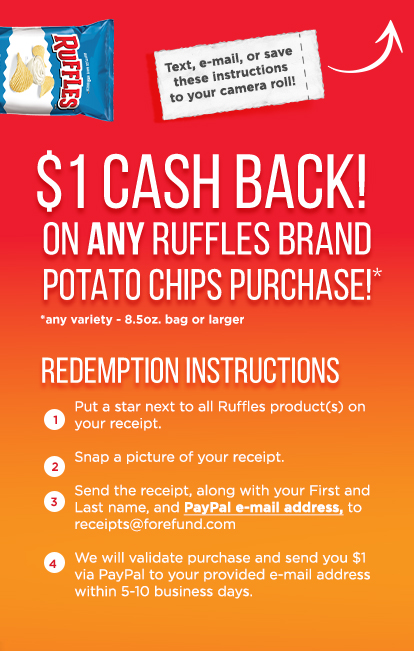 RUFFLES
Text, e-mail, or save
these instructions
to your camera roll!
$1 CASH BACK!
ON ANY RUFFLES BRAND
POTATO CHIPS PURCHASE!*
*any variety - 8.5oz. bag or larger
REDEMPTION INSTRUCTIONS
1 Put a star next to all Ruffles product(s) on
your receipt.
2 Snap a picture of your receipt.
3 Send the receipt, along with your First and
Last name, and PayPal e-mail address, to
receipts@forefund.com
4 We will validate purchase and send you $1
via PayPal to your provided e-mail address
within 5-10 business days.